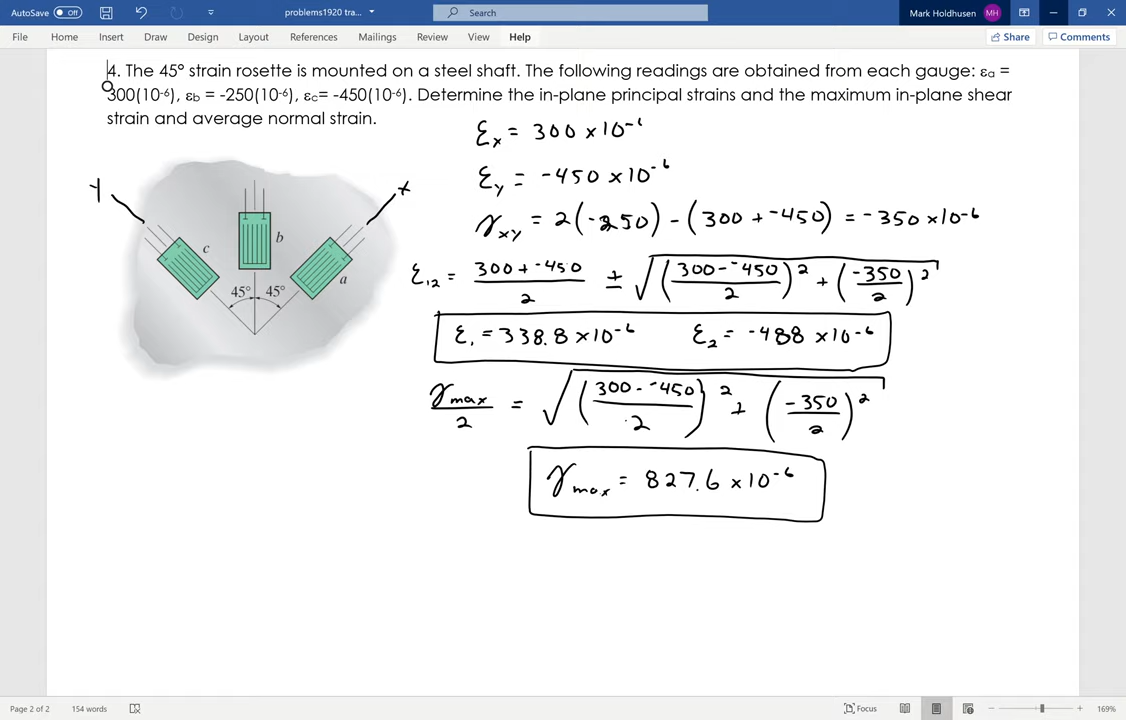 AutoSave Off problems1920 tra... Search Mark Holdhusen MH
File Home Insert Draw Design Layout References Mailings Review View Help Share Comments
4. The 45° strain rosette is mounted on a steel shaft. The following readings are obtained from each gauge: εa =
300(10-6), εb = -250(10-6), εc= -450(10-6). Determine the in-plane principal strains and the maximum in-plane shear
strain and average normal strain.
εx = 300 x10^-6
εy = -450 x10^-6
γxy = 2(-250) - (300 + -450) = -350 x10^-6
y x
c b a
45° 45°
ε1,2 = (300 + -450)/2 ± √((300 - -450)/2)^2 + (-350/2)^2
ε1 = 338.8 x10^-6 ε2 = -488 x10^-6
γmax/2 = √((300 - -450)/2)^2 + (-350/2)^2
γmax = 827.6 x10^-6
Page 2 of 2 154 words Focus 169%